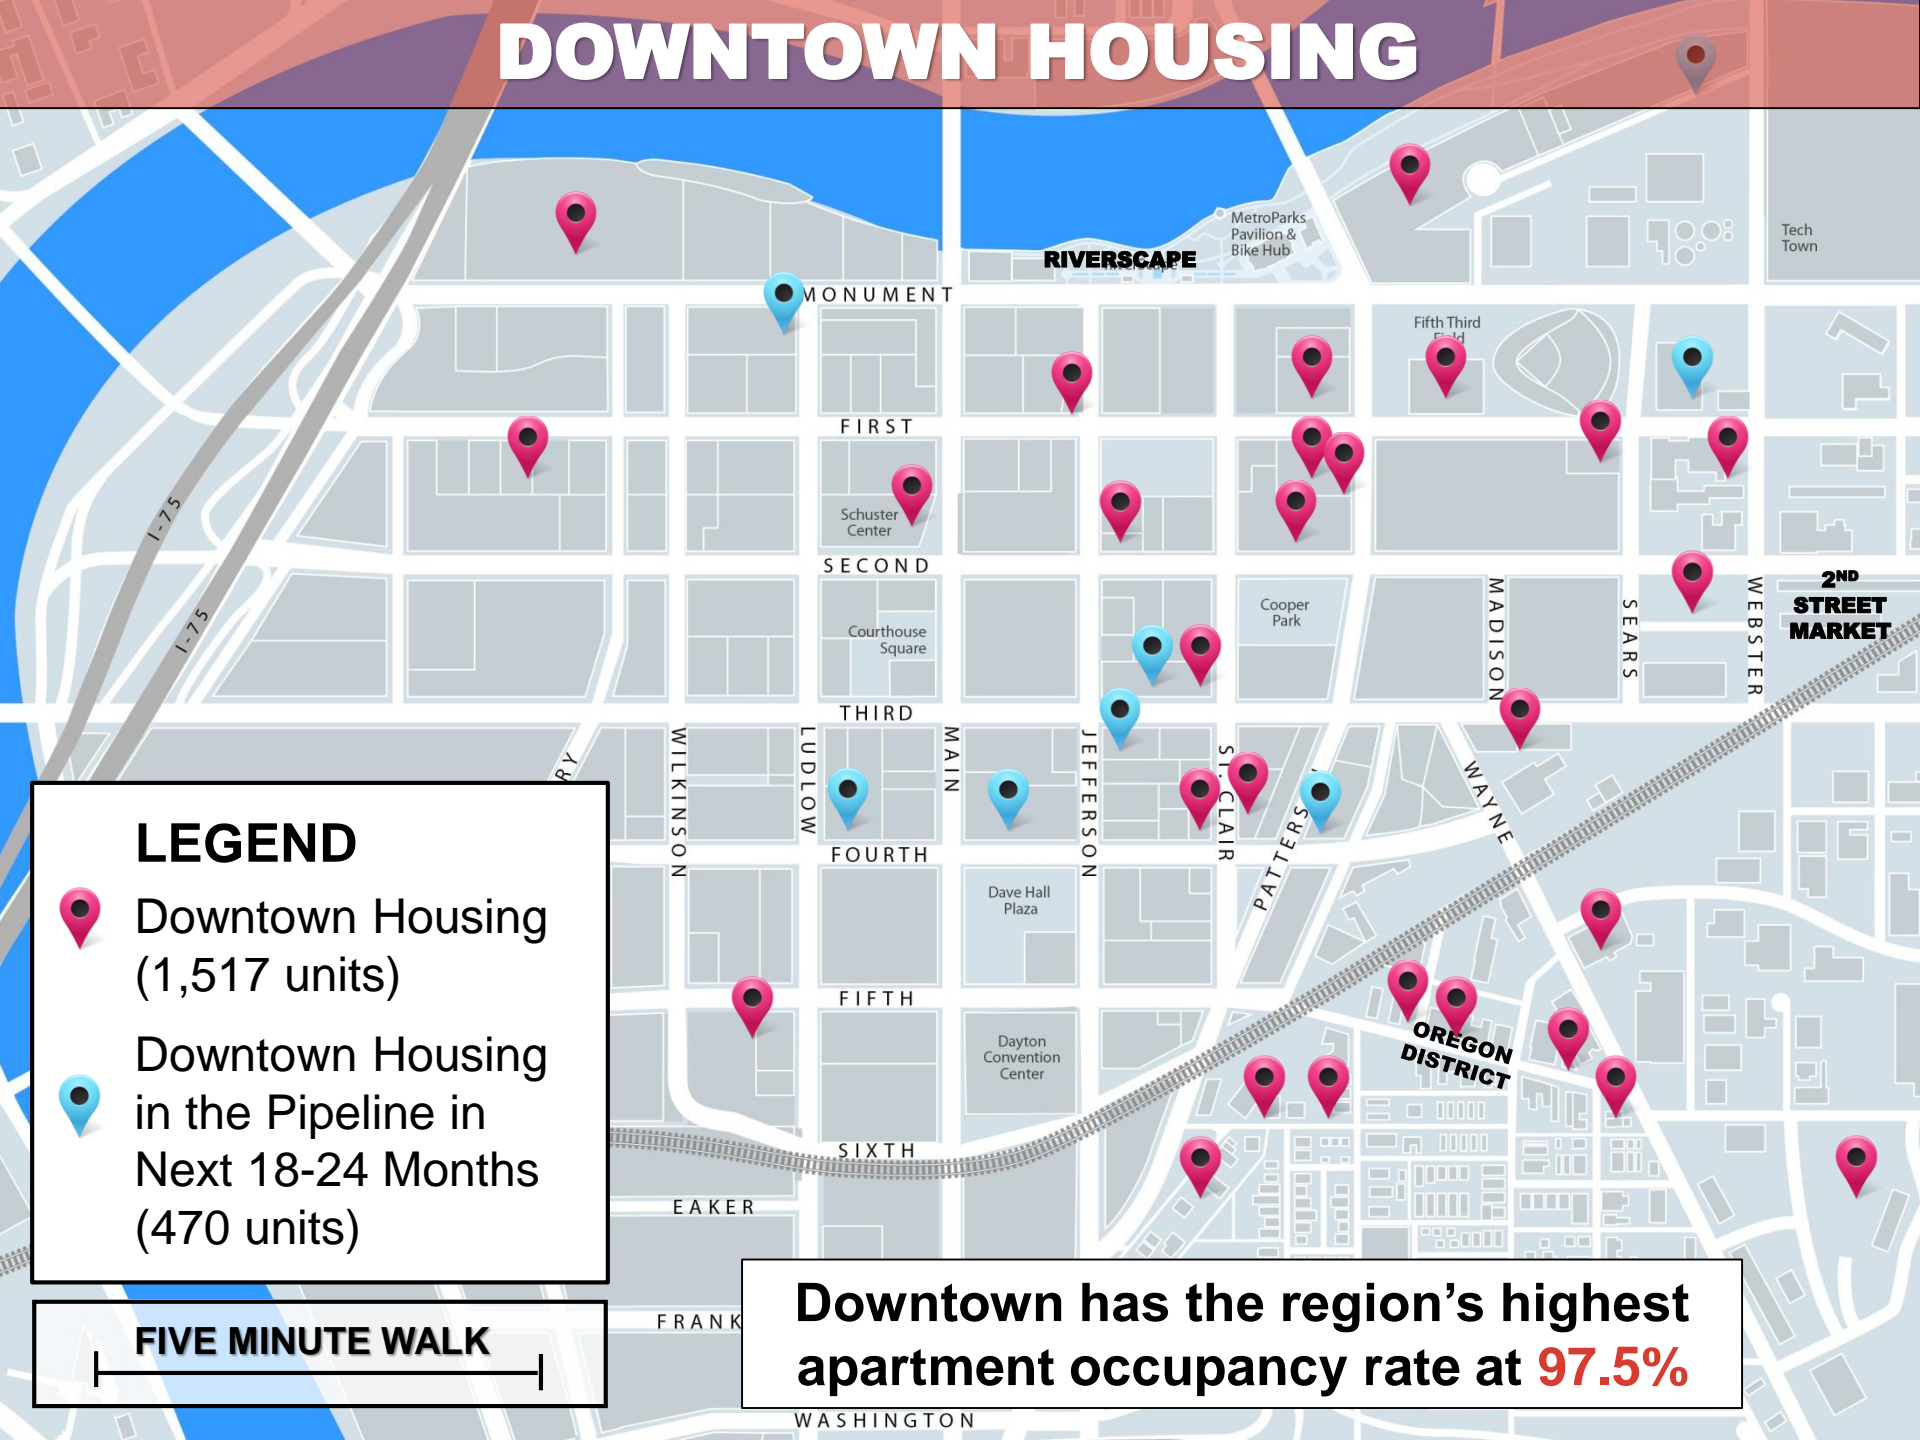 DOWNTOWN HOUSING
MetroParks
Pavilion &
Bike Hub
Tech
Town
RIVERSCAPE
MONUMENT
Fifth Third
Field
FIRST
I-75
Schuster
Center
SECOND
2ND
STREET
MARKET
I-75
Cooper
Park
MADISON
SEARS
WEBSTER
Courthouse
Square
THIRD
WILKINSON
LUDLOW
MAIN
JEFFERSON
ST. CLAIR
PATTERS
WAYNE
RY
FOURTH
Dave Hall
Plaza
FIFTH
Dayton
Convention
Center
OREGON
DISTRICT
SIXTH
EAKER
FRANK
WASHINGTON
LEGEND
Downtown Housing
(1,517 units)
Downtown Housing
in the Pipeline in
Next 18-24 Months
(470 units)
FIVE MINUTE WALK
Downtown has the region’s highest
apartment occupancy rate at 97.5%